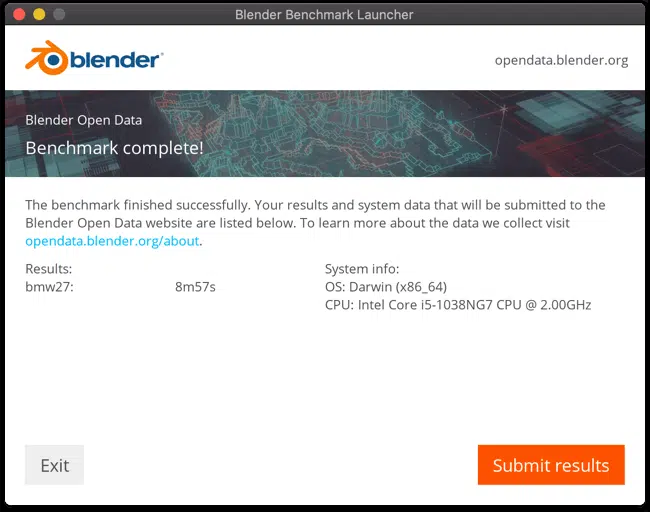 Blender Benchmark Launcher
blender®
opendata.blender.org
Blender Open Data
Benchmark complete!
The benchmark finished successfully. Your results and system data that will be submitted to the
Blender Open Data website are listed below. To learn more about the data we collect visit
opendata.blender.org/about.
Results:
bmw27: 8m57s
System info:
OS: Darwin (x86_64)
CPU: Intel Core i5-1038NG7 CPU @ 2.00GHz
Exit
Submit results